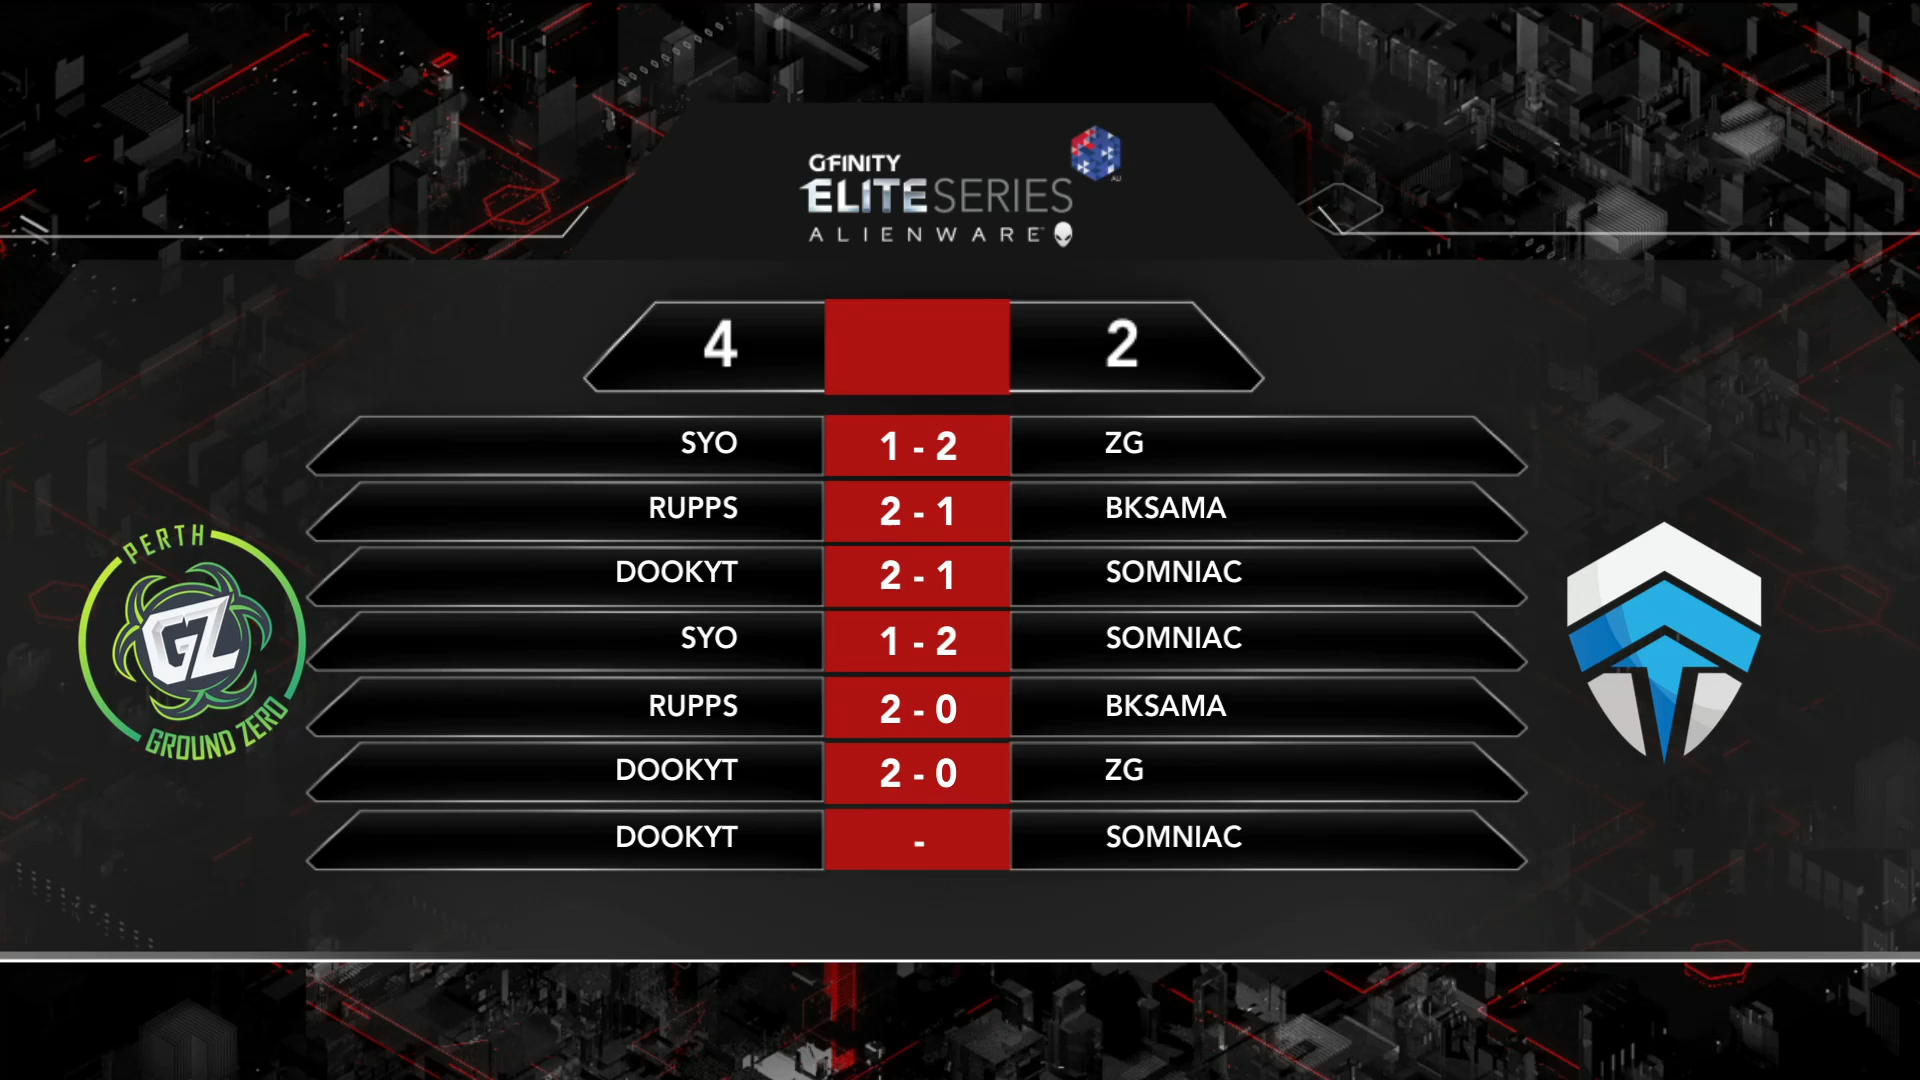 GFINITY
ELITE SERIES
AU
ALIENWARE
4 2
SYO 1 - 2 ZG
RUPPS 2 - 1 BKSAMA
DOOKYT 2 - 1 SOMNIAC
SYO 1 - 2 SOMNIAC
RUPPS 2 - 0 BKSAMA
DOOKYT 2 - 0 ZG
DOOKYT - SOMNIAC
PERTH
GZ
GROUND ZERO